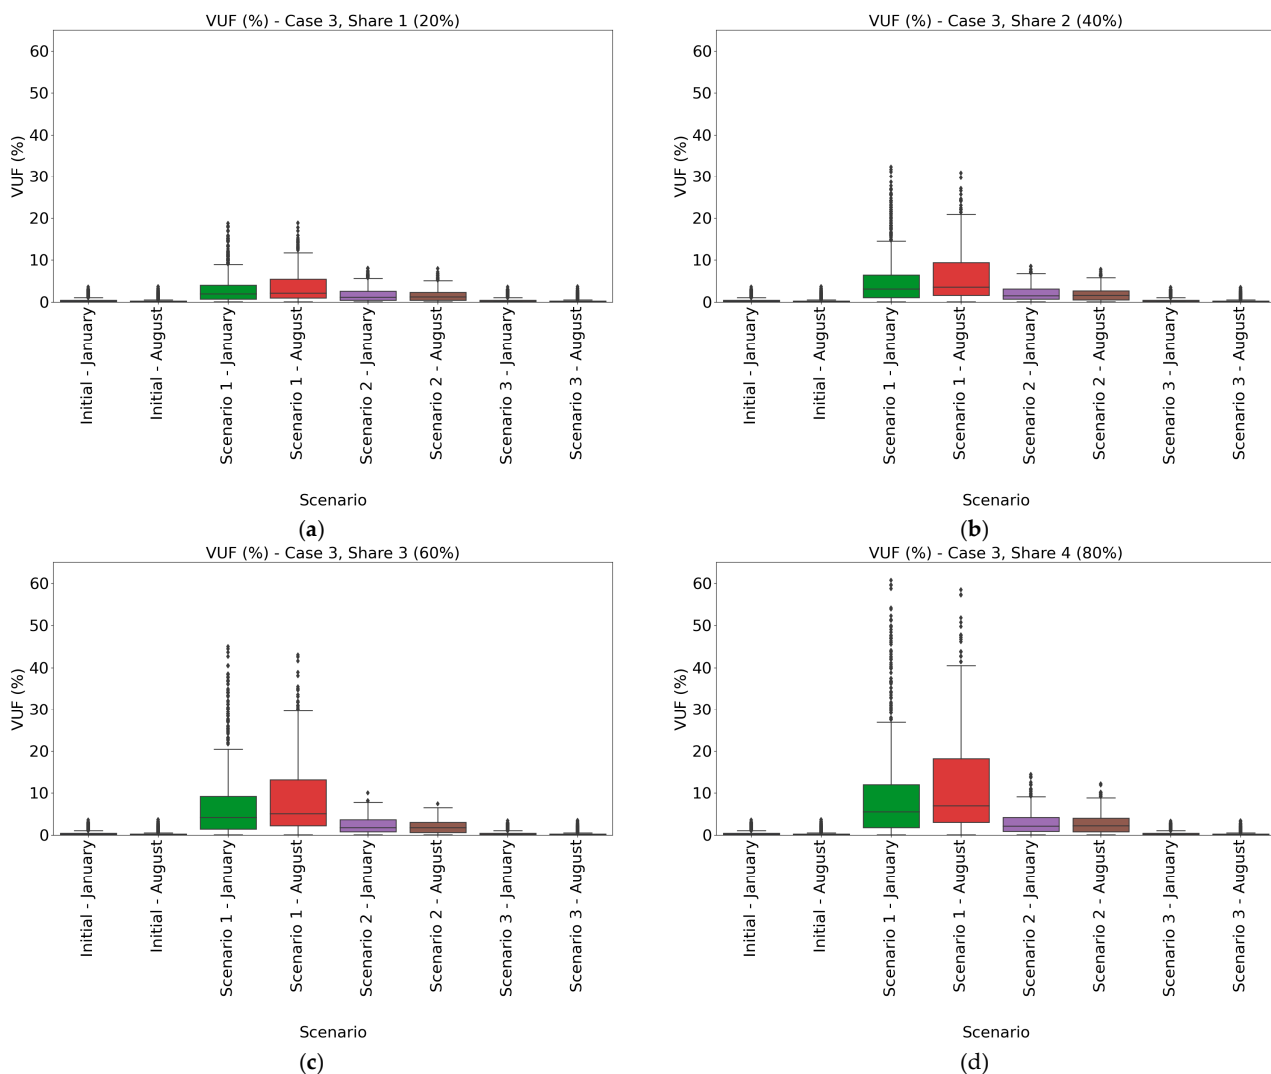 VUF (%) - Case 3, Share 1 (20%)
VUF (%)
60
50
40
30
20
10
0
Initial - January
Initial - August
Scenario 1 - January
Scenario 1 - August
Scenario 2 - January
Scenario 2 - August
Scenario 3 - January
Scenario 3 - August
Scenario
(a)
VUF (%) - Case 3, Share 2 (40%)
VUF (%)
60
50
40
30
20
10
0
Initial - January
Initial - August
Scenario 1 - January
Scenario 1 - August
Scenario 2 - January
Scenario 2 - August
Scenario 3 - January
Scenario 3 - August
Scenario
(b)
VUF (%) - Case 3, Share 3 (60%)
VUF (%)
60
50
40
30
20
10
0
Initial - January
Initial - August
Scenario 1 - January
Scenario 1 - August
Scenario 2 - January
Scenario 2 - August
Scenario 3 - January
Scenario 3 - August
Scenario
(c)
VUF (%) - Case 3, Share 4 (80%)
VUF (%)
60
50
40
30
20
10
0
Initial - January
Initial - August
Scenario 1 - January
Scenario 1 - August
Scenario 2 - January
Scenario 2 - August
Scenario 3 - January
Scenario 3 - August
Scenario
(d)